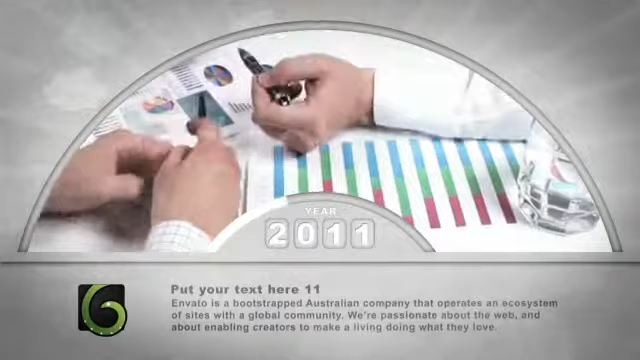 YEAR
2011
Put your text here 11
Envato is a bootstrapped Australian company that operates an ecosystem
of sites with a global community. We're passionate about the web, and
about enabling creators to make a living doing what they love.